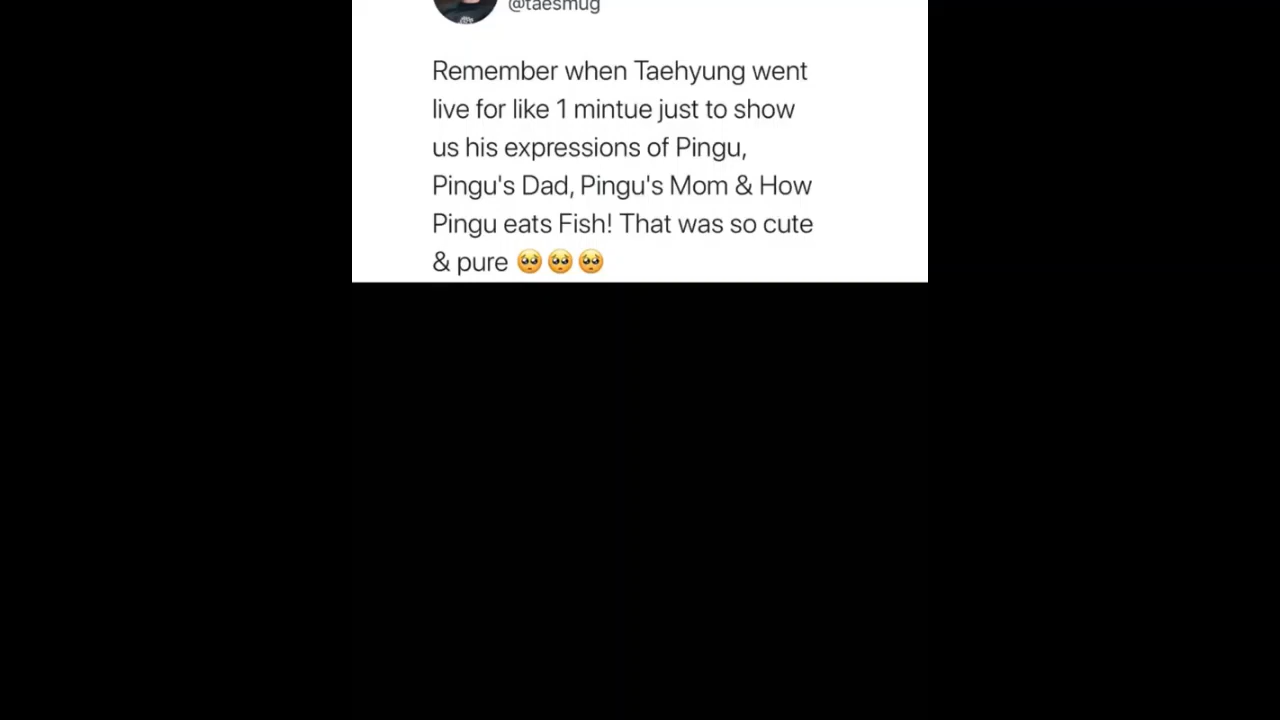 @taesmug
Remember when Taehyung went
live for like 1 mintue just to show
us his expressions of Pingu,
Pingu's Dad, Pingu's Mom & How
Pingu eats Fish! That was so cute
& pure 🥺🥺🥺